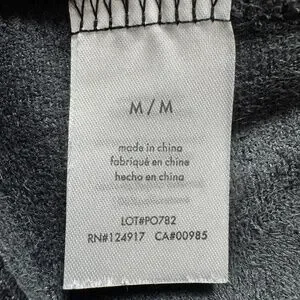 M / M
made in china
fabriqué en chine
hecho en china
LOT#PO782
RN#124917 CA#00985